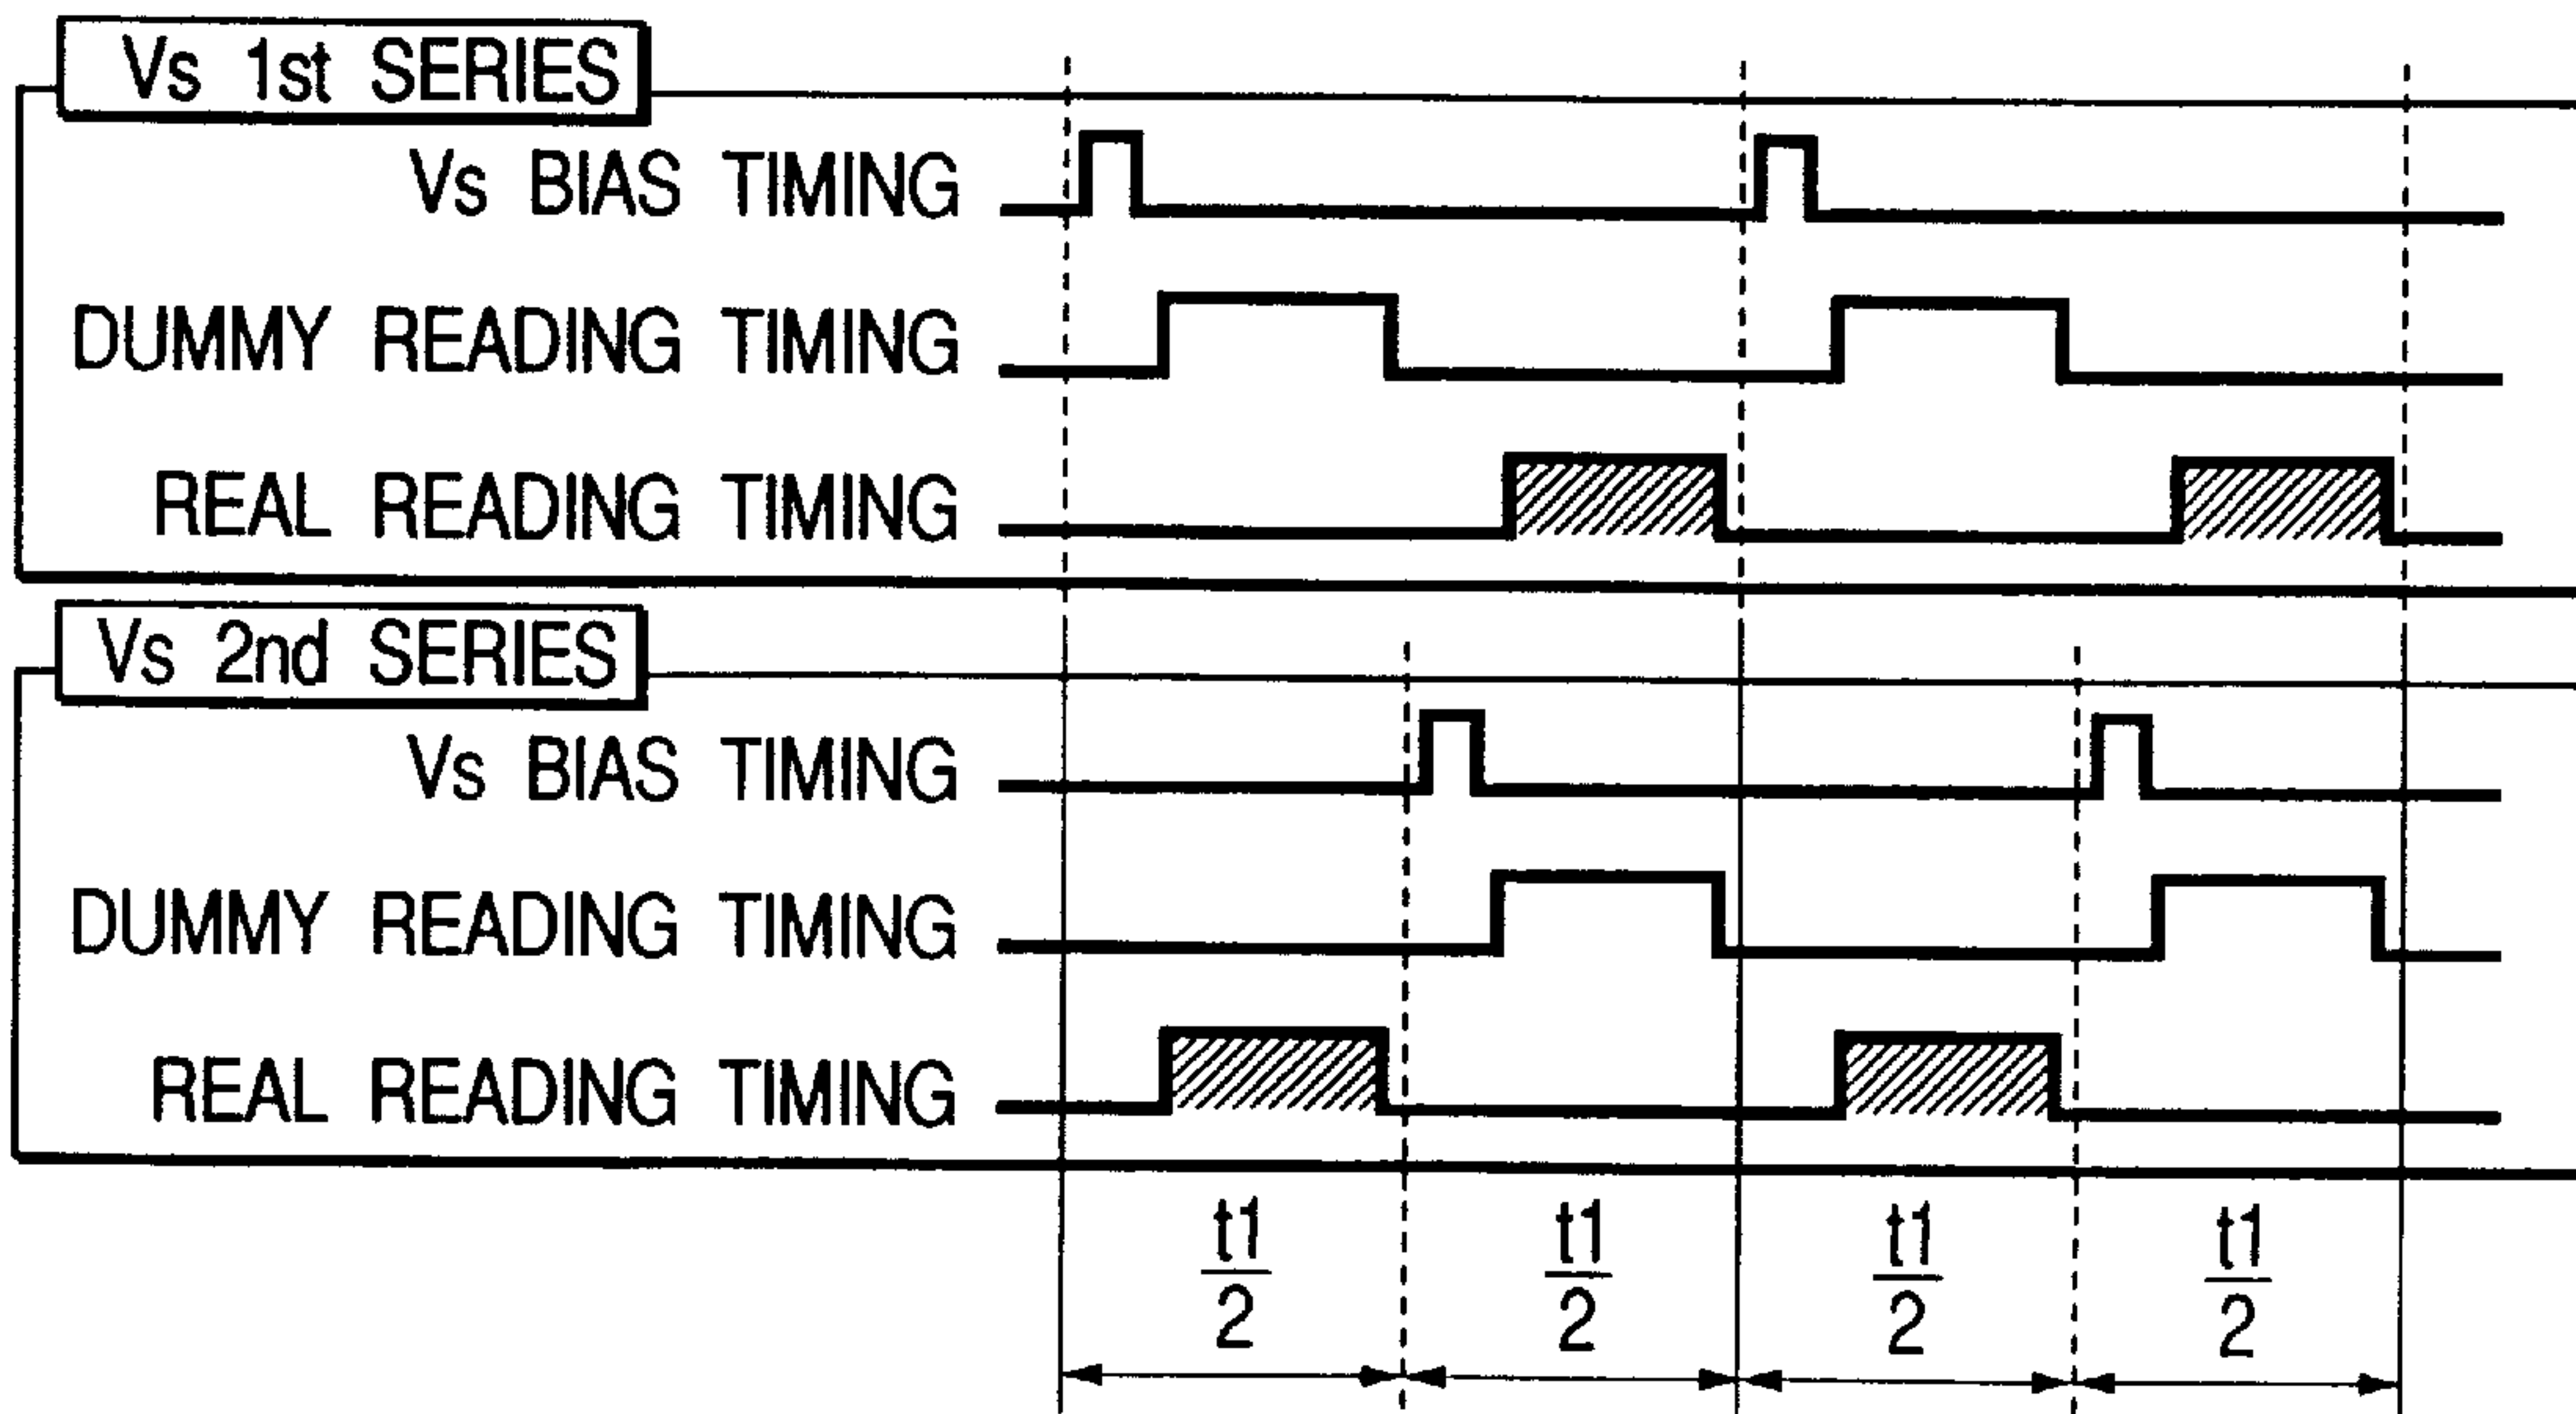 Vs 1st SERIES
Vs BIAS TIMING
DUMMY READING TIMING
REAL READING TIMING
Vs 2nd SERIES
Vs BIAS TIMING
DUMMY READING TIMING
REAL READING TIMING
t1 t1 t1 t1
2 2 2 2